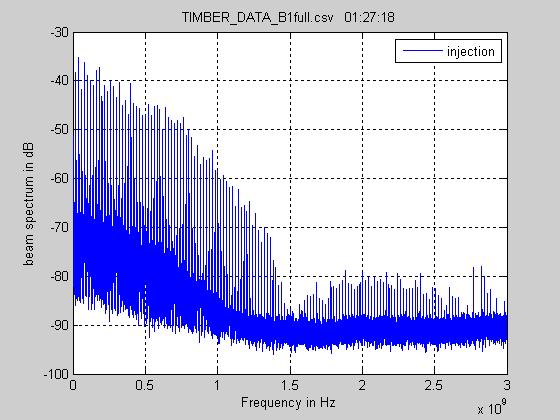 TIMBER_DATA_B1full.csv 01:27:18
-30
injection
-40
-50
-60
-70
-80
-90
-100
beam spectrum in dB
0 0.5 1 1.5 2 2.5 3
Frequency in Hz
x 10^9